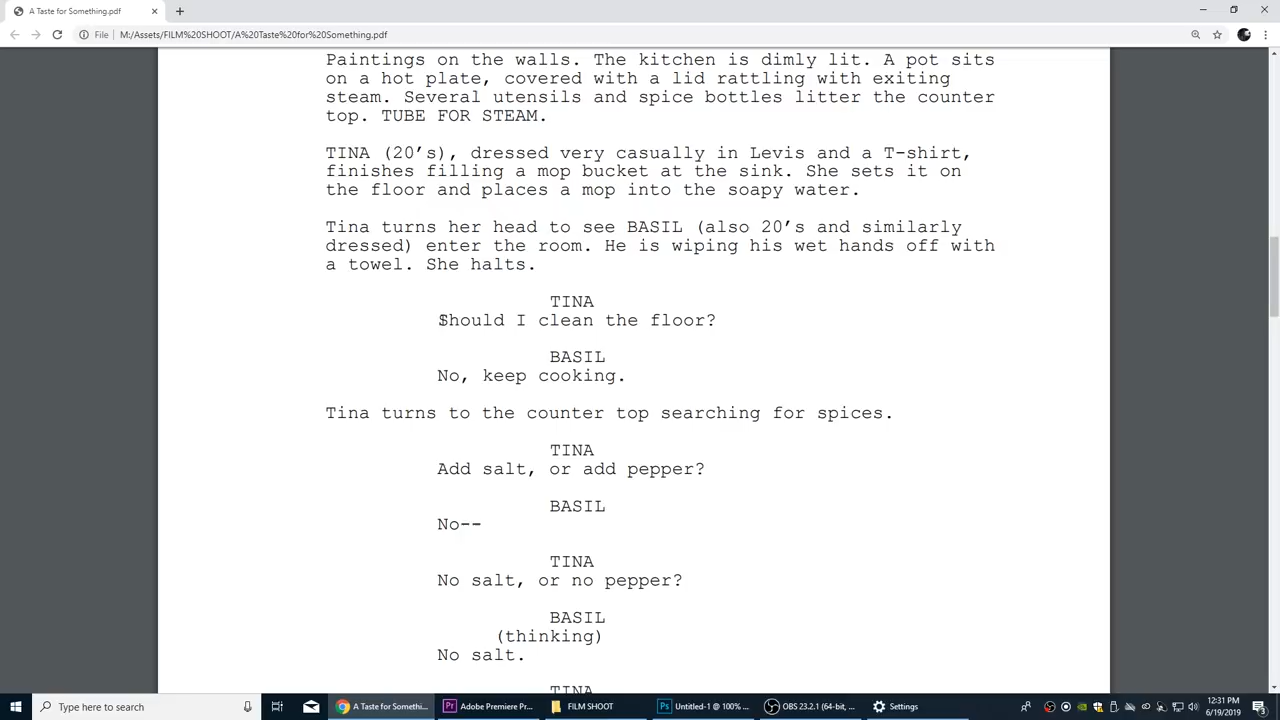 A Taste for Something.pdf
File M:/Assets/FILM%20SHOOT/A%20Taste%20for%20Something.pdf
Paintings on the walls. The kitchen is dimly lit. A pot sits
on a hot plate, covered with a lid rattling with exiting
steam. Several utensils and spice bottles litter the counter
top. TUBE FOR STEAM.
TINA (20’s), dressed very casually in Levis and a T-shirt,
finishes filling a mop bucket at the sink. She sets it on
the floor and places a mop into the soapy water.
Tina turns her head to see BASIL (also 20’s and similarly
dressed) enter the room. He is wiping his wet hands off with
a towel. She halts.
TINA
Should I clean the floor?
BASIL
No, keep cooking.
Tina turns to the counter top searching for spices.
TINA
Add salt, or add pepper?
BASIL
No--
TINA
No salt, or no pepper?
BASIL
(thinking)
No salt.
TINA
Type here to search
A Taste for Somethi...
Adobe Premiere Pr...
FILM SHOOT
Untitled-1 @ 100% ...
OBS 23.2.1 (64-bit, ...
Settings
12:31 PM
6/19/2019